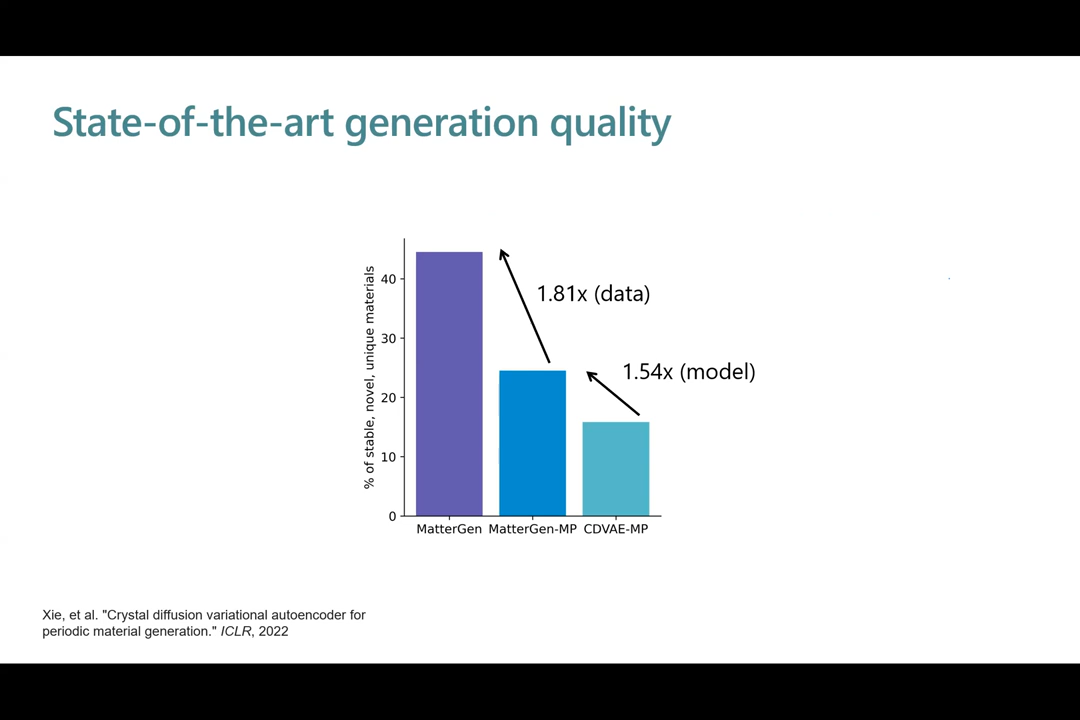 State-of-the-art generation quality
% of stable, novel, unique materials
40
30
20
10
0
1.81x (data)
1.54x (model)
MatterGen MatterGen-MP CDVAE-MP
Xie, et al. "Crystal diffusion variational autoencoder for
periodic material generation." ICLR, 2022